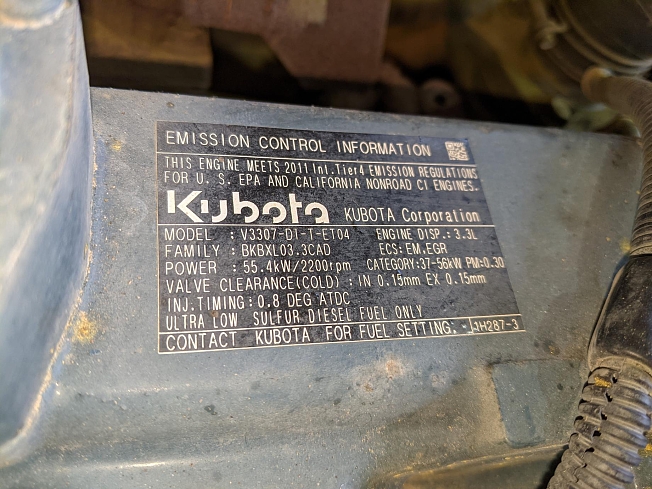 EMISSION CONTROL INFORMATION
THIS ENGINE MEETS 2011 Int.Tier4 EMISSION REGULATIONS
FOR U. S. EPA AND CALIFORNIA NONROAD CI ENGINES.
Kubota KUBOTA Corporation
MODEL : V3307-DI-T-ET04 ENGINE DISP.: 3.3L
FAMILY : BKBXL03.3CAD ECS: EM, EGR
POWER : 55.4kW/2200rpm CATEGORY:37-56kW PM:0.30
VALVE CLEARANCE(COLD) : IN 0.15mm EX 0.15mm
INJ.TIMING: 0.8 DEG ATDC
ULTRA LOW SULFUR DIESEL FUEL ONLY
CONTACT KUBOTA FOR FUEL SETTING: